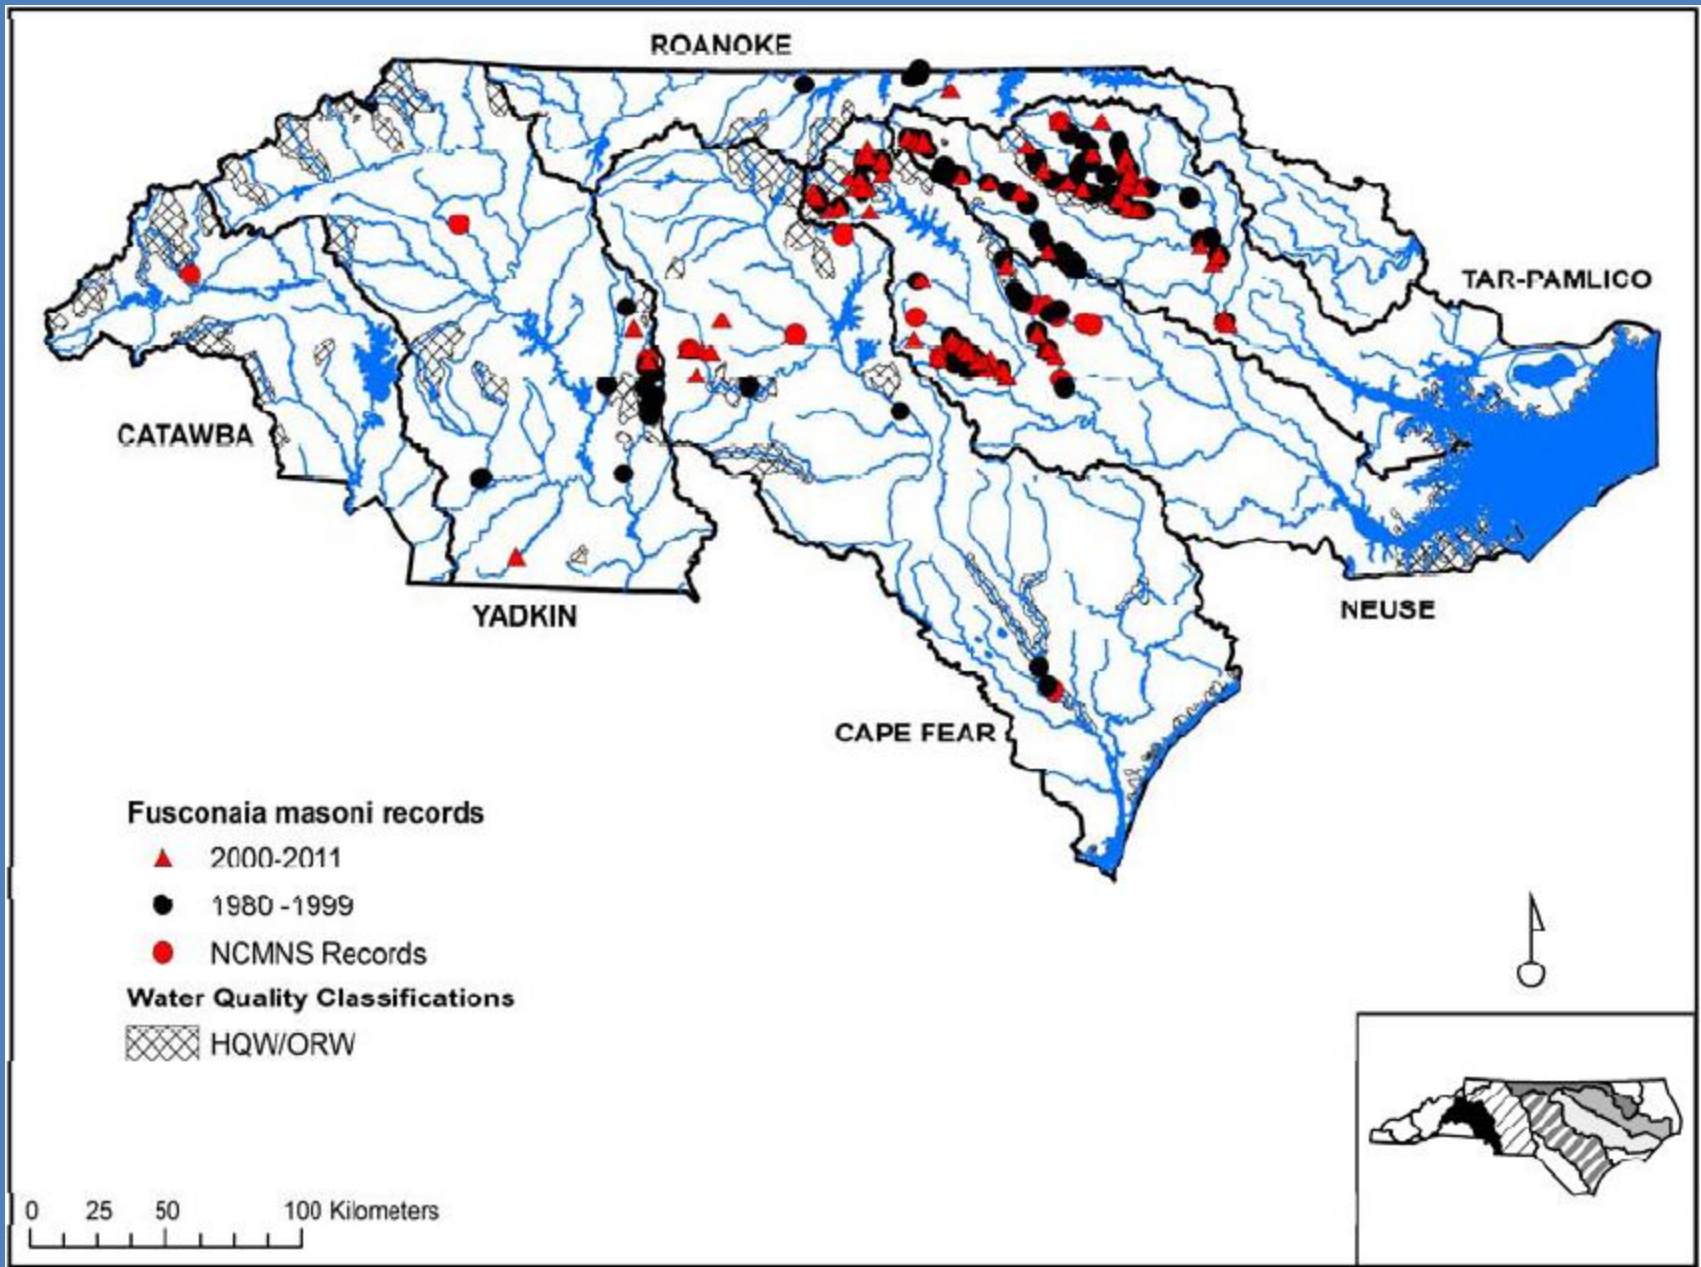 ROANOKE
TAR-PAMLICO
CATAWBA
YADKIN
NEUSE
CAPE FEAR
Fusconaia masoni records
2000-2011
1980 -1999
NCMNS Records
Water Quality Classifications
HQW/ORW
0 25 50 100 Kilometers